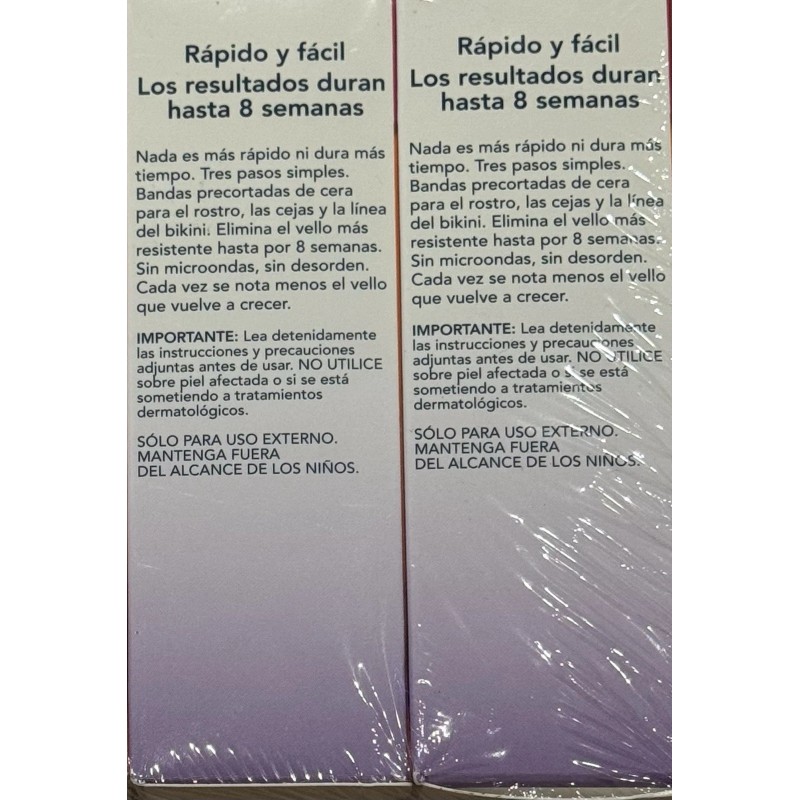 Rápido y fácil
Los resultados duran
hasta 8 semanas
Nada es más rápido ni dura más
tiempo. Tres pasos simples.
Bandas precortadas de cera
para el rostro, las cejas y la línea
del bikini. Elimina el vello más
resistente hasta por 8 semanas.
Sin microondas, sin desorden.
Cada vez se nota menos el vello
que vuelve a crecer.
IMPORTANTE: Lea detenidamente
las instrucciones y precauciones
adjuntas antes de usar. NO UTILICE
sobre piel afectada o si se está
sometiendo a tratamientos
dermatológicos.
SÓLO PARA USO EXTERNO.
MANTENGA FUERA
DEL ALCANCE DE LOS NIÑOS.
Rápido y fácil
Los resultados duran
hasta 8 semanas
Nada es más rápido ni dura más
tiempo. Tres pasos simples.
Bandas precortadas de cera
para el rostro, las cejas y la línea
del bikini. Elimina el vello más
resistente hasta por 8 semanas.
Sin microondas, sin desorden.
Cada vez se nota menos el vello
que vuelve a crecer.
IMPORTANTE: Lea detenidamente
las instrucciones y precauciones
adjuntas antes de usar. NO UTILICE
sobre piel afectada o si se está
sometiendo a tratamientos
dermatológicos.
SÓLO PARA USO EXTERNO.
MANTENGA FUERA
DEL ALCANCE DE LOS NIÑOS.